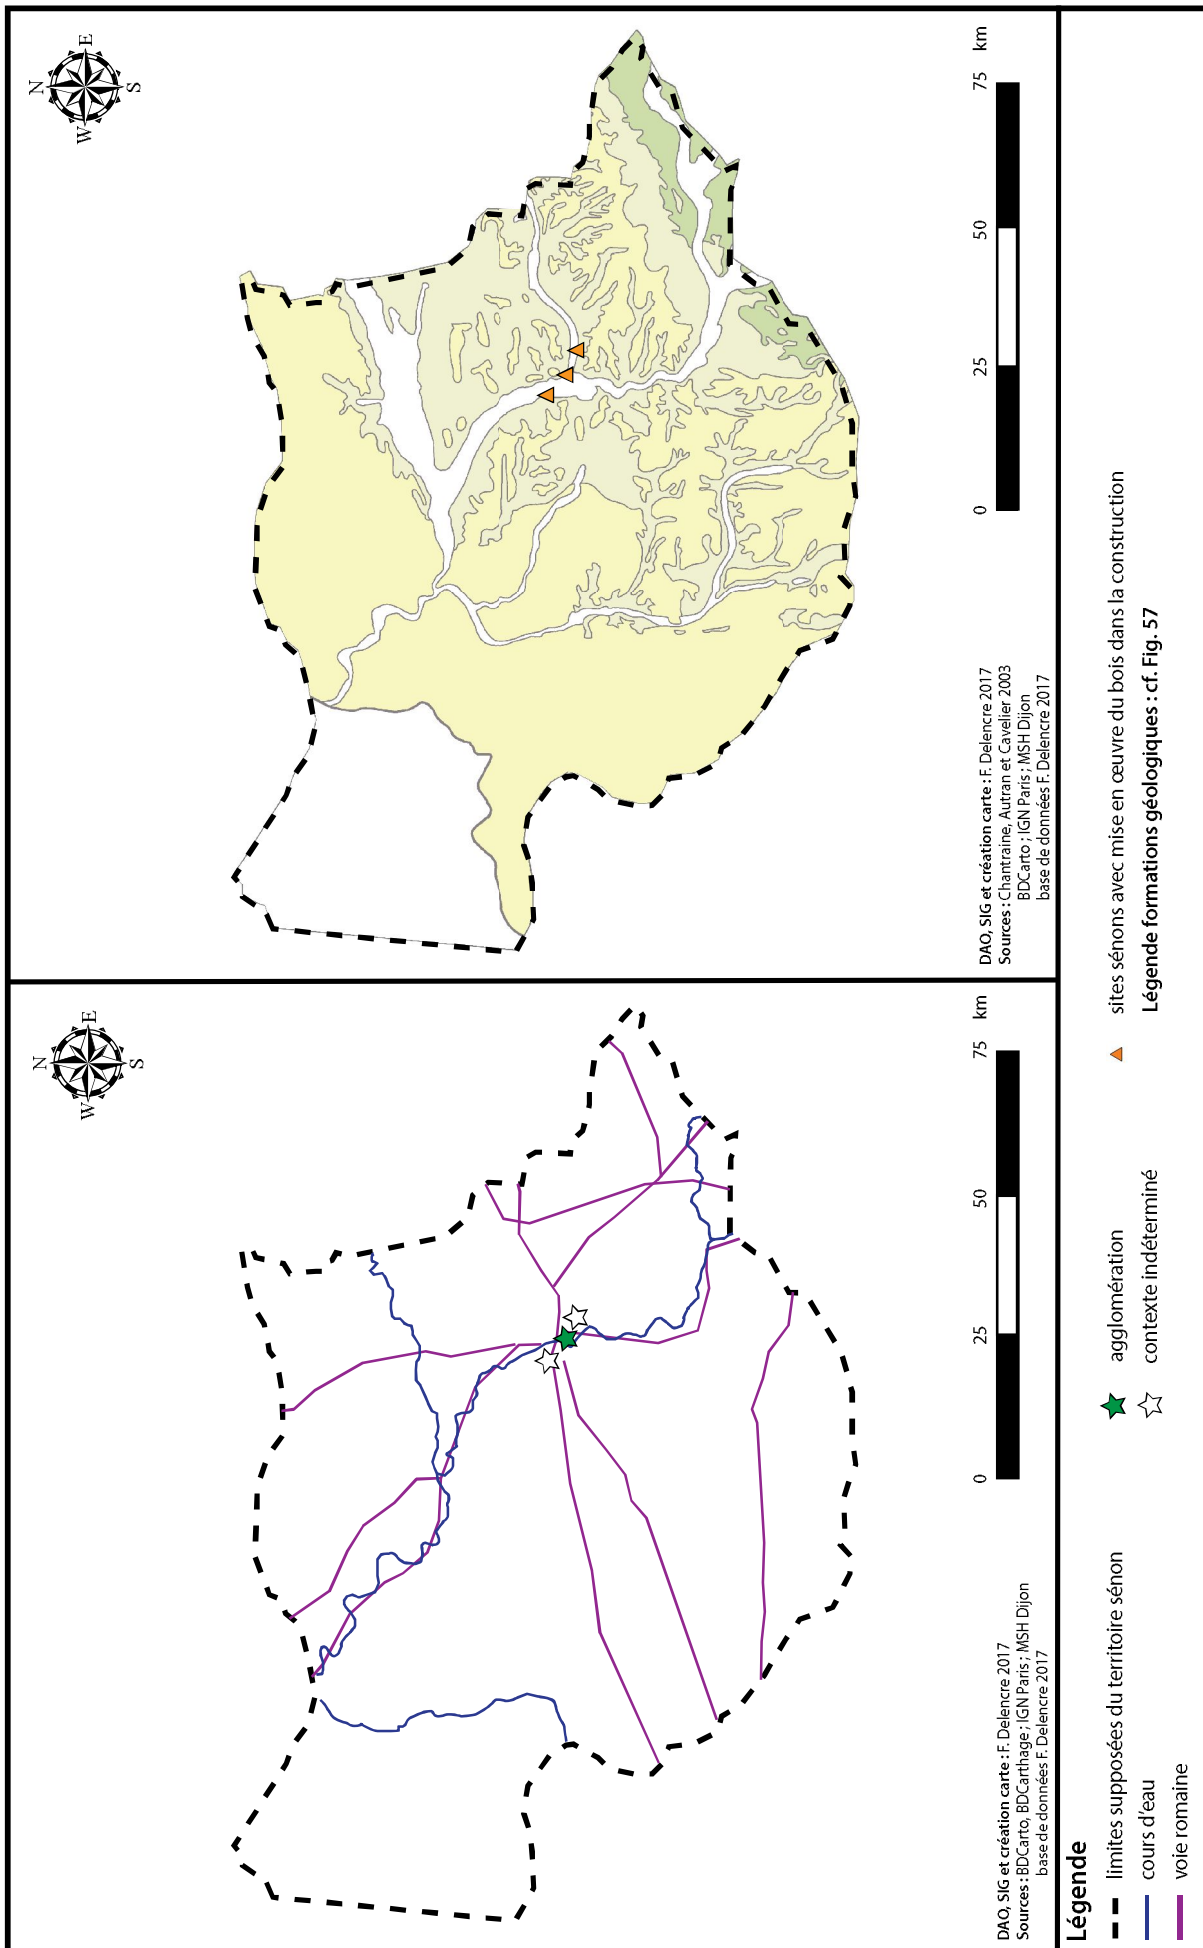 N
E
S
W
0
25
50
75
km
DAO, SIG et création carte : F. Delencre 2017
Sources : BDCarto, BDCarthage ; IGN Paris ; MSH Dijon
base de données F. Delencre 2017
N
E
S
W
0
25
50
75
km
DAO, SIG et création carte : F. Delencre 2017
Sources : Chantraine, Autran et Cavelier 2003
BDCarto ; IGN Paris ; MSH Dijon
base de données F. Delencre 2017
Légende
limites supposées du territoire sénon
cours d'eau
voie romaine
agglomération
contexte indéterminé
sites sénons avec mise en œuvre du bois dans la construction
Légende formations géologiques : cf. Fig. 57